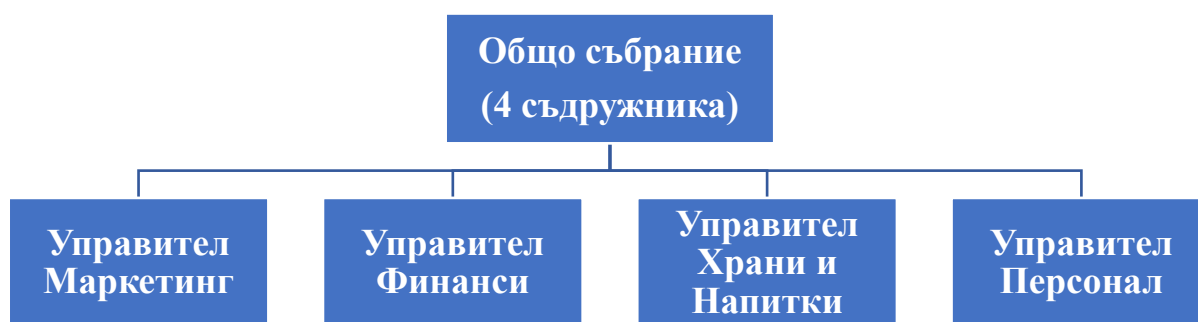 Общо събрание
(4 съдружника)
Управител
Маркетинг
Управител
Финанси
Управител
Храни и
Напитки
Управител
Персонал